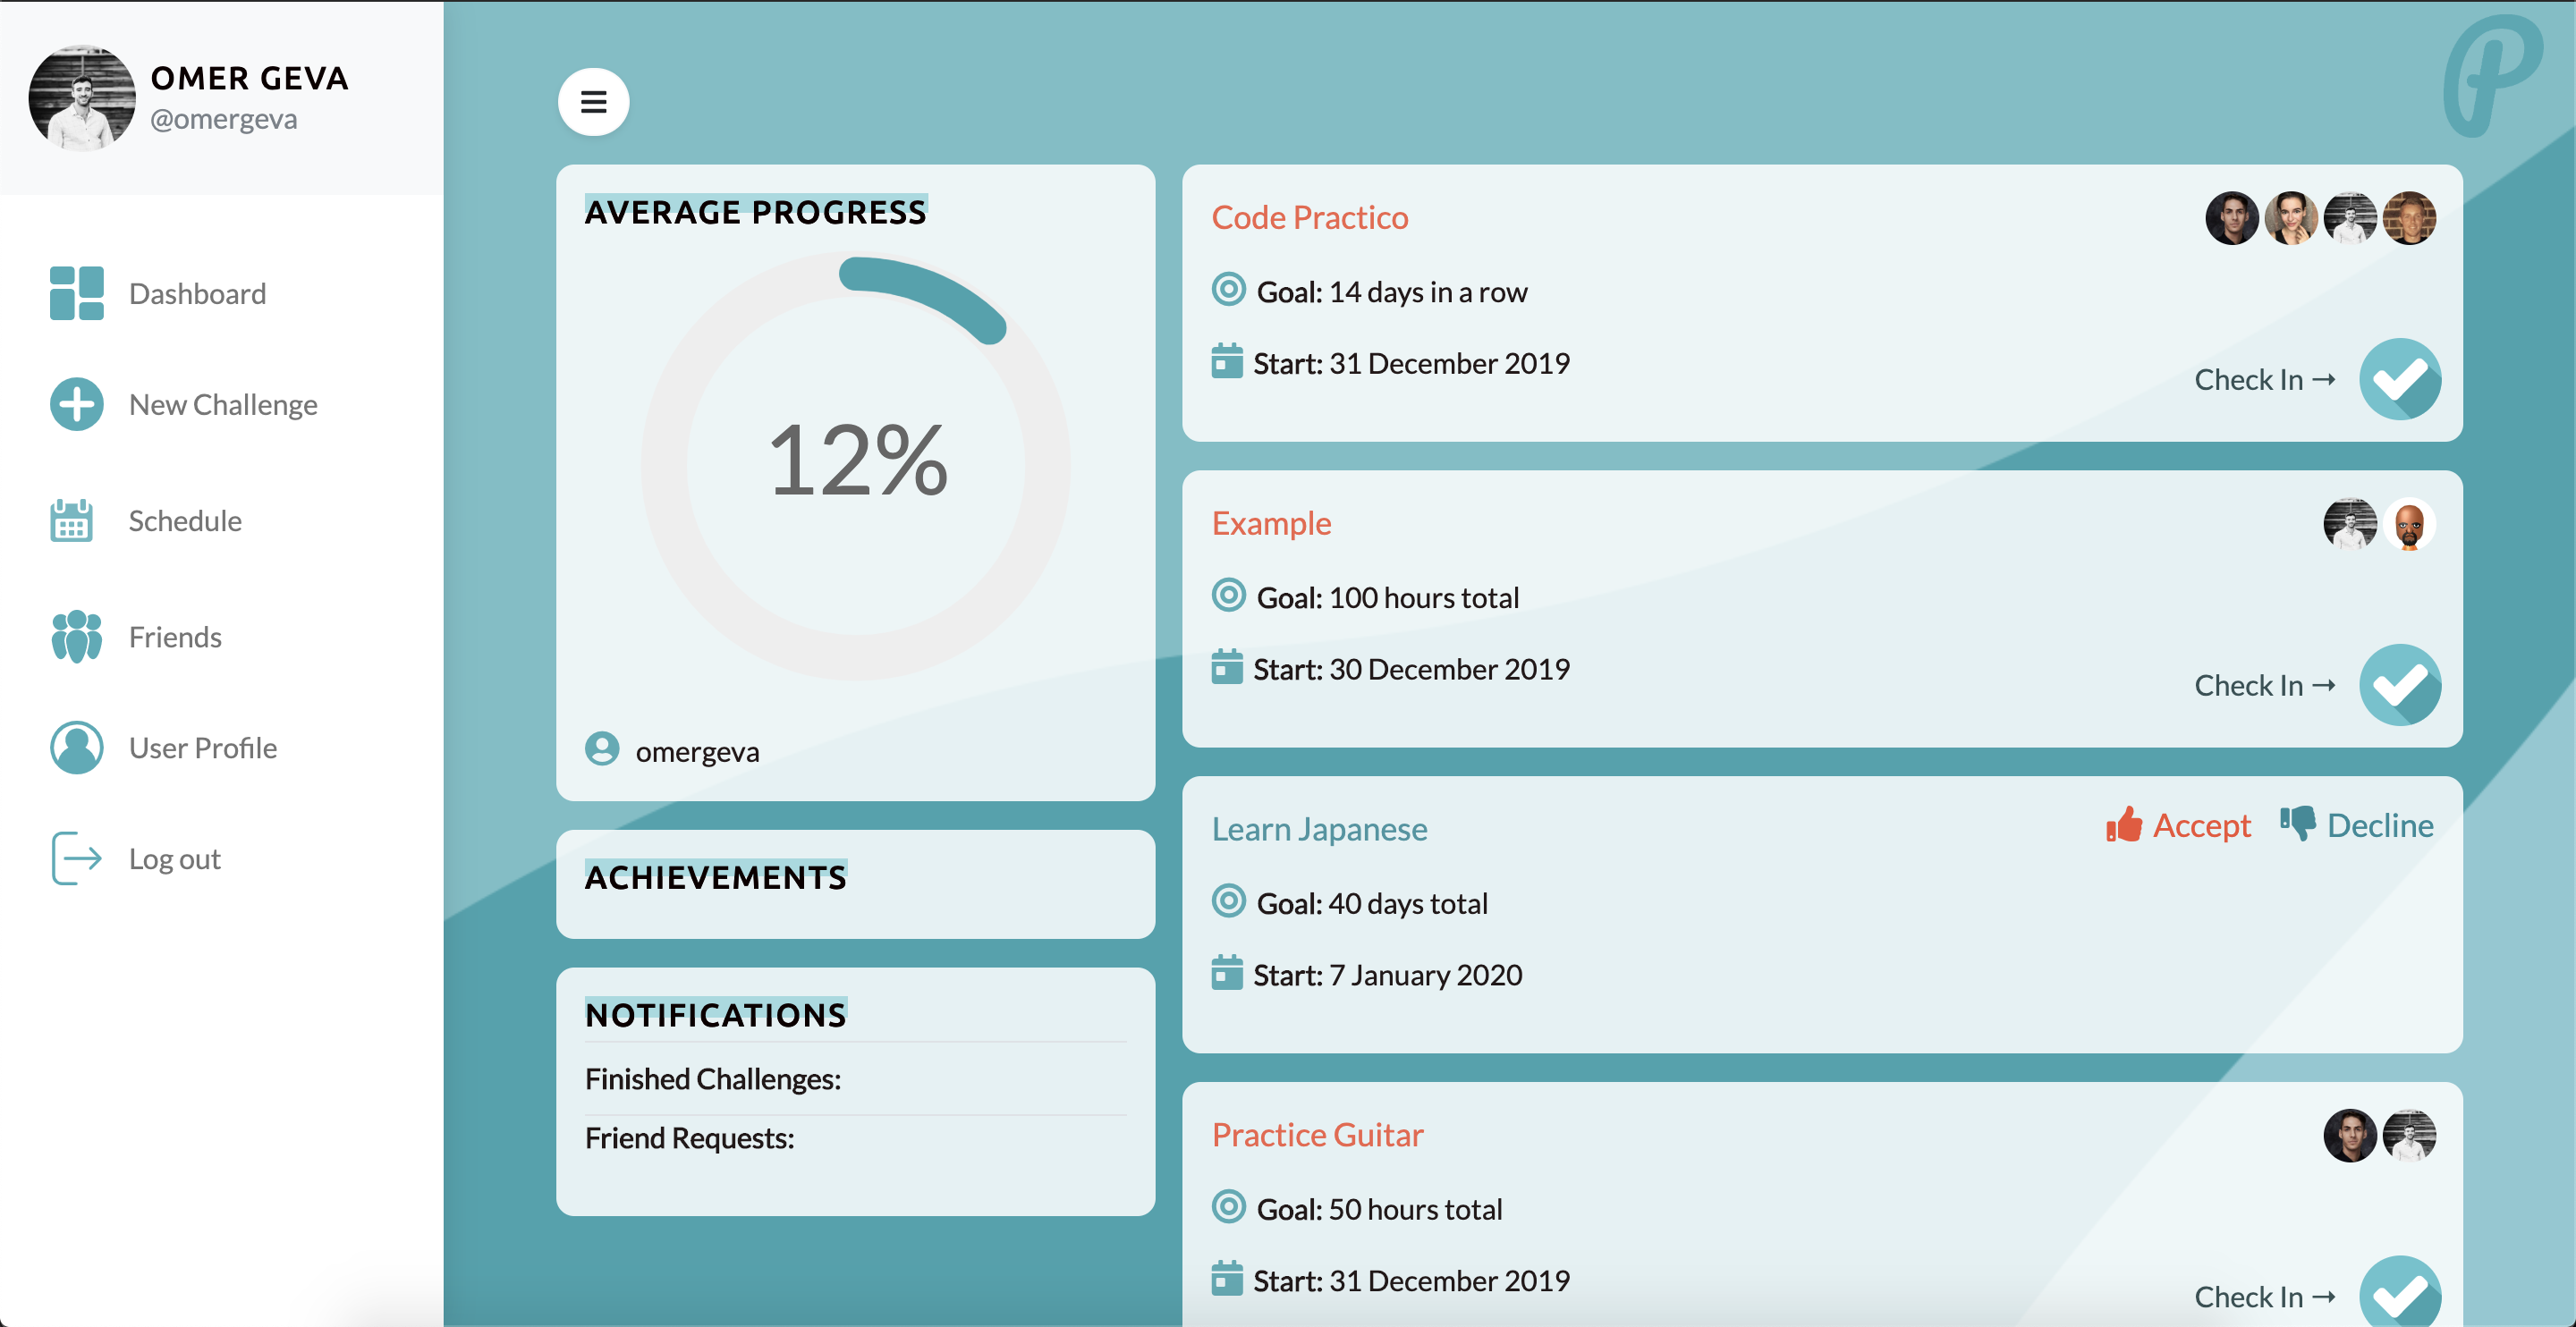 OMER GEVA
@omergeva
Dashboard
New Challenge
Schedule
Friends
User Profile
Log out
AVERAGE PROGRESS
12%
omergeva
ACHIEVEMENTS
NOTIFICATIONS
Finished Challenges:
Friend Requests:
P
Code Practico
Goal: 14 days in a row
Start: 31 December 2019
Check In →
Example
Goal: 100 hours total
Start: 30 December 2019
Check In →
Learn Japanese
Accept
Decline
Goal: 40 days total
Start: 7 January 2020
Practice Guitar
Goal: 50 hours total
Start: 31 December 2019
Check In →